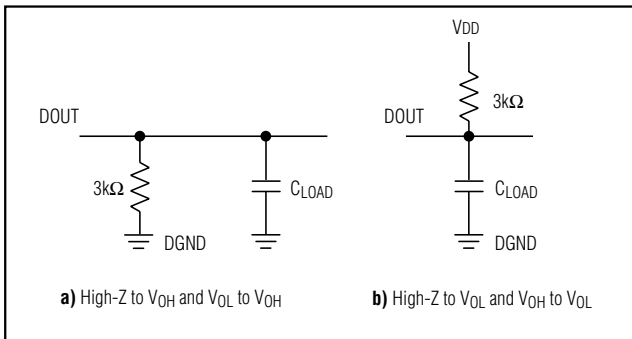 DOUT
3kΩ
CLOAD
DGND
a) High-Z to VOH and VOL to VOH
VDD
3kΩ
DOUT
CLOAD
DGND
b) High-Z to VOL and VOH to VOL